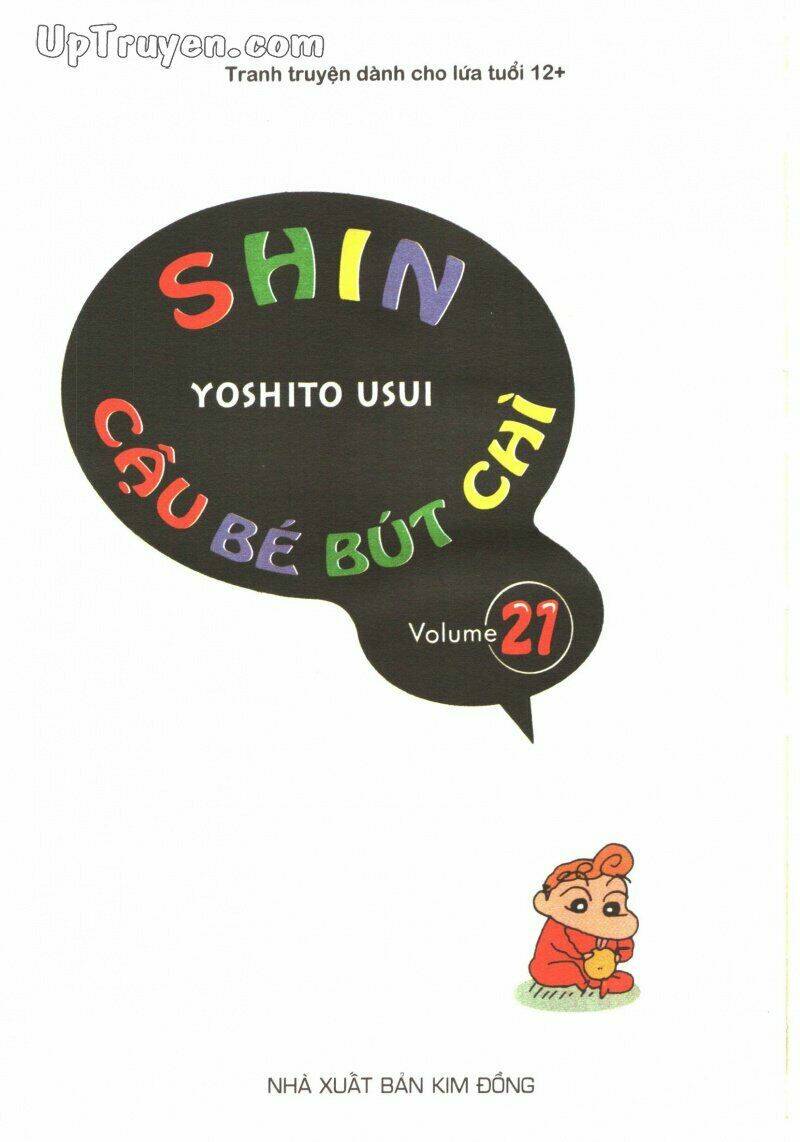 UpTruyen.com
Tranh truyện dành cho lứa tuổi 12+
SHIN
YOSHITO USUI
CẬU BÉ BÚT CHÌ
Volume 21
NHÀ XUẤT BẢN KIM ĐỒNG